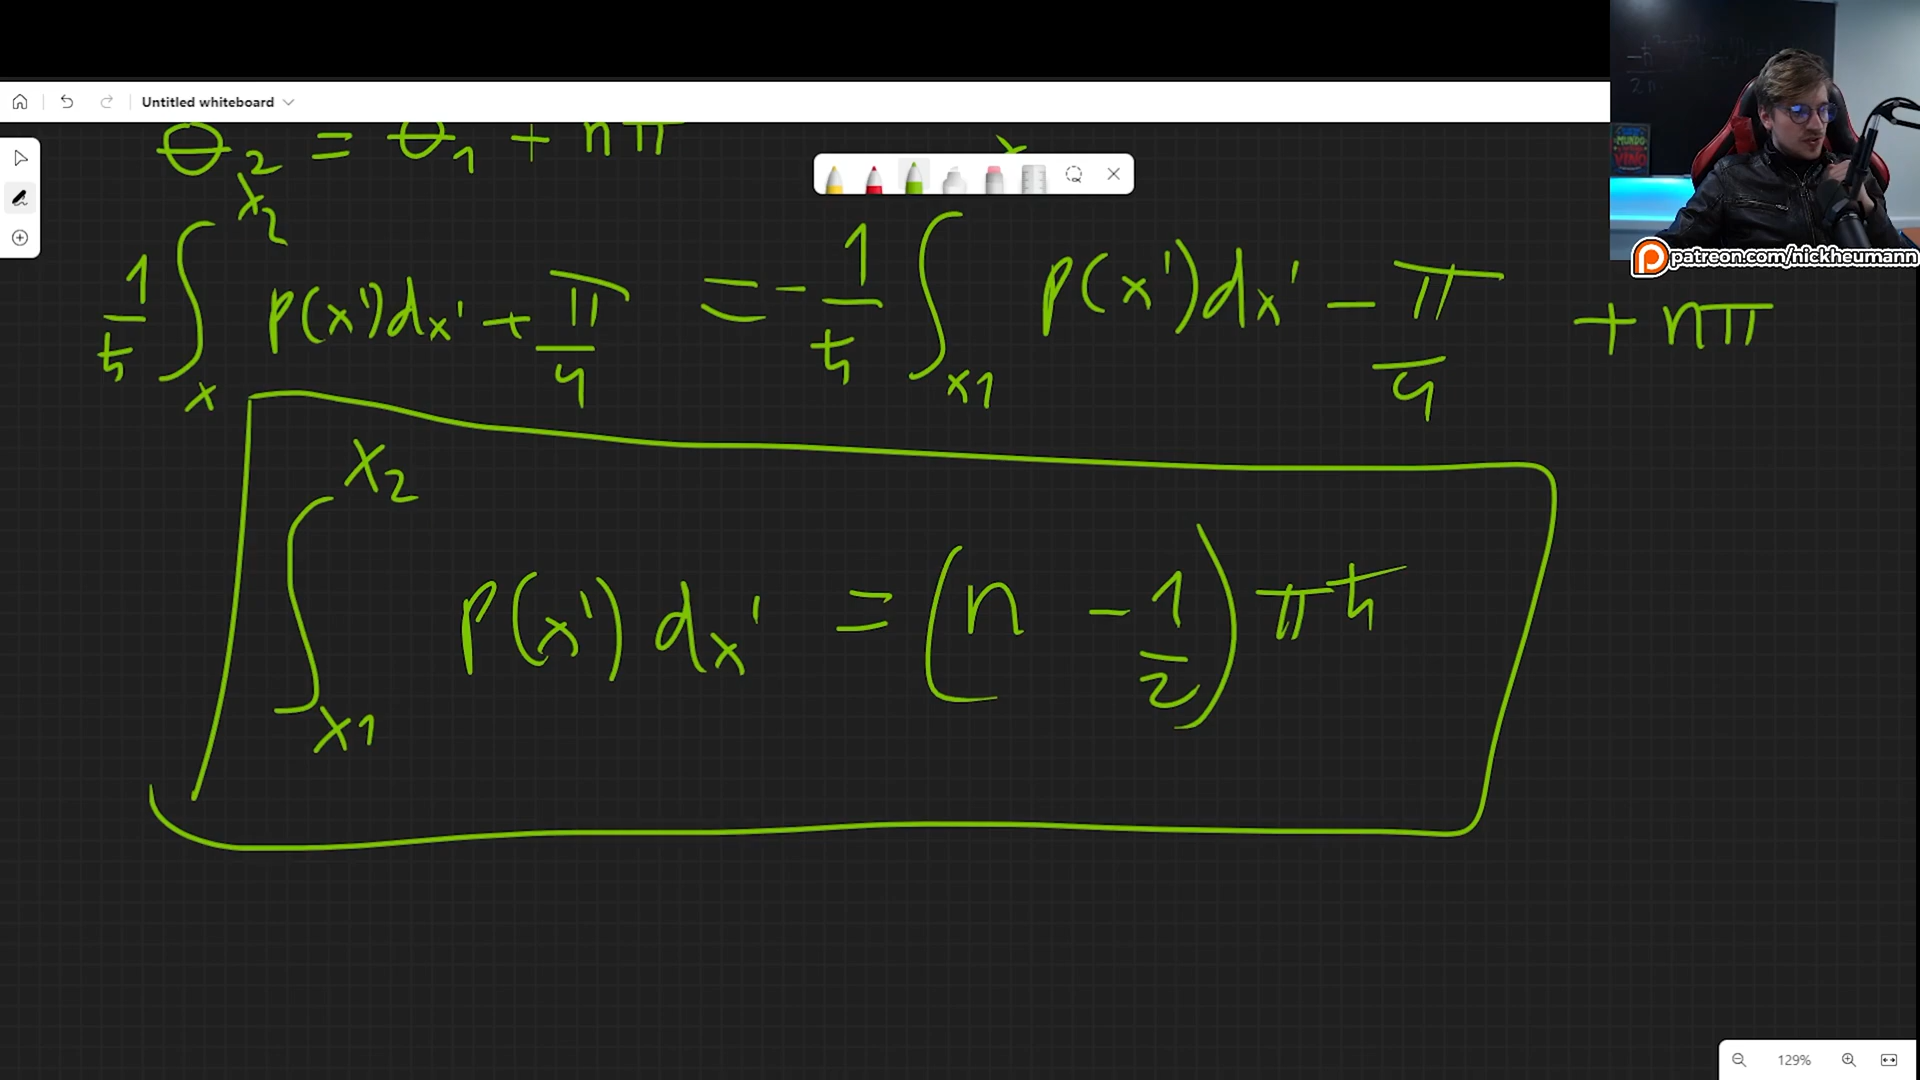 Untitled whiteboard
θ₂ = θ₁ + nπ
1/ħ ∫ₓ^x₂ p(x')dx' + π/4 = -1/ħ ∫ₓ₁^x p(x')dx' - π/4 + nπ
∫ₓ₁^x₂ p(x') dx' = (n - 1/2) πħ
patreon.com/nickheumann
129%